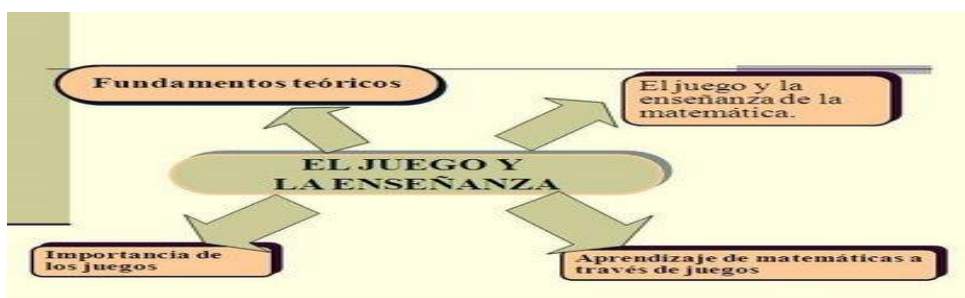 Fundamentos teóricos
El juego y la
enseñanza de la
matemática.
EL JUEGO Y
LA ENSEÑANZA
Importancia de
los juegos
Aprendizaje de matemáticas a
través de juegos